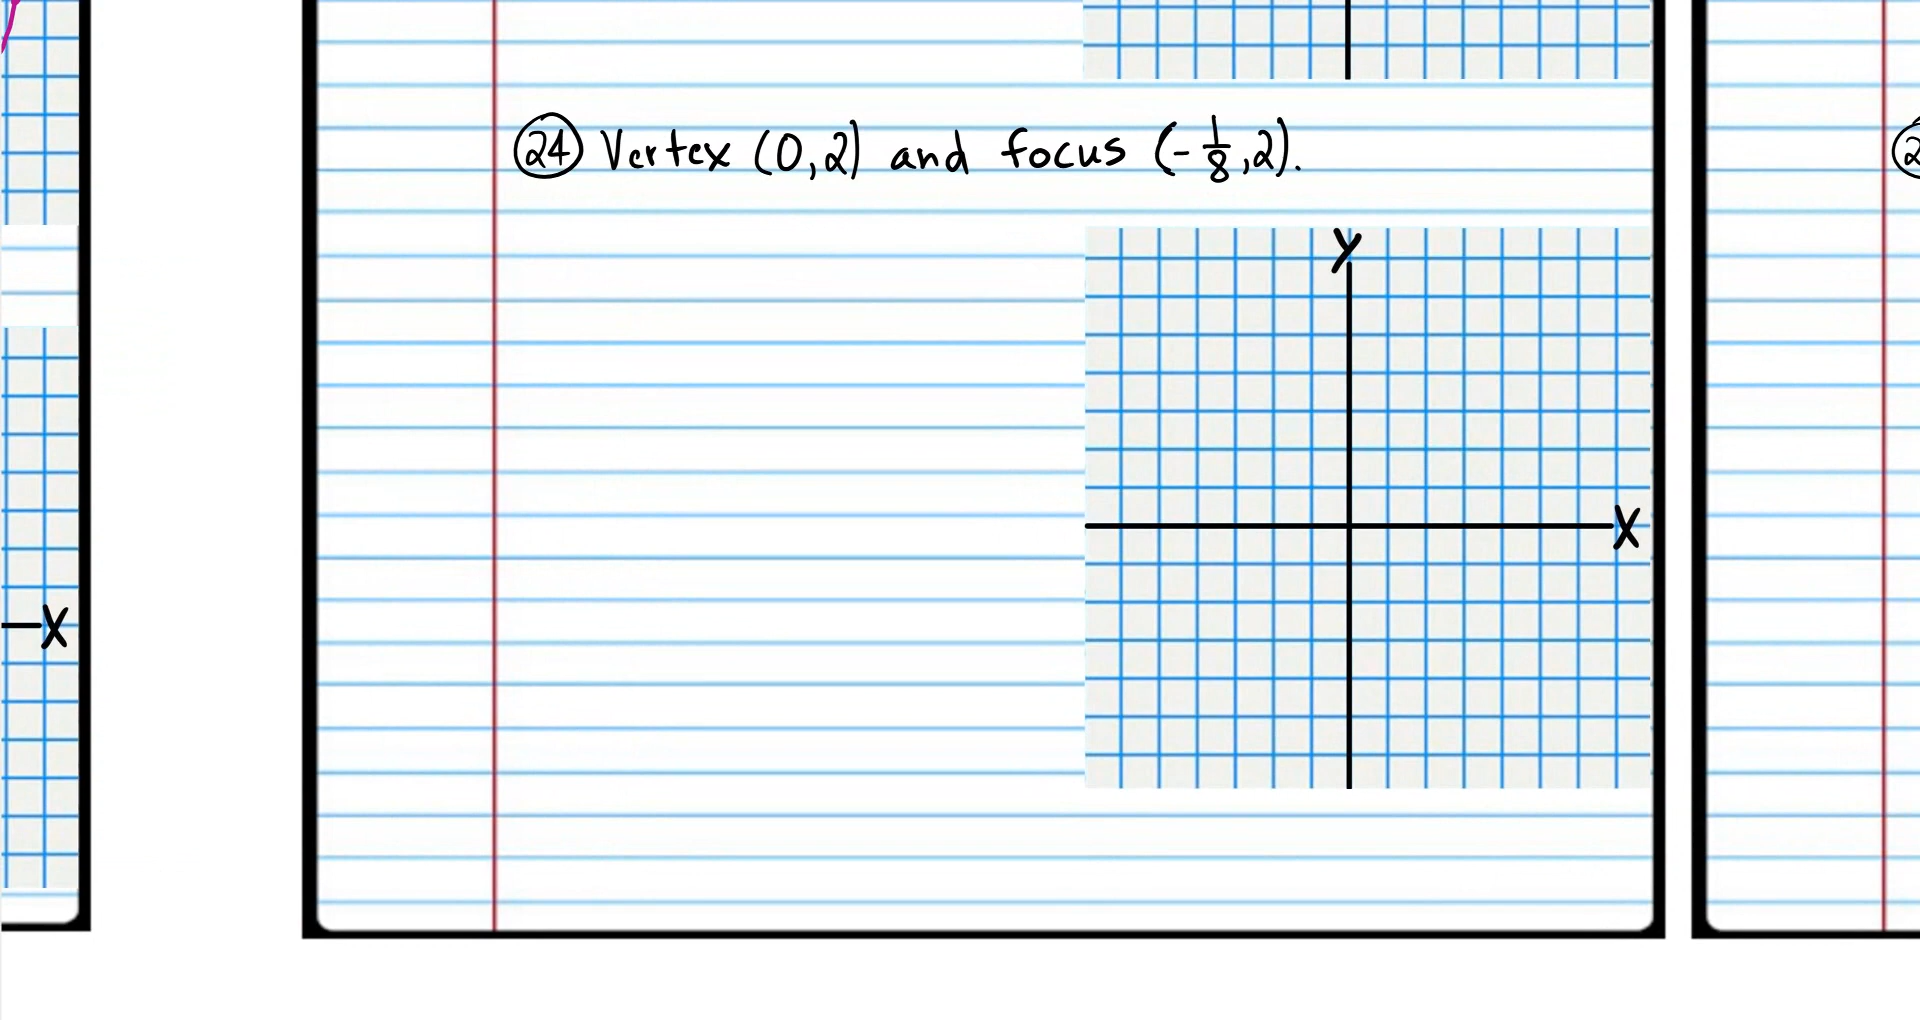 X
24 Vertex (0,2) and focus (-1/8,2).
y
X